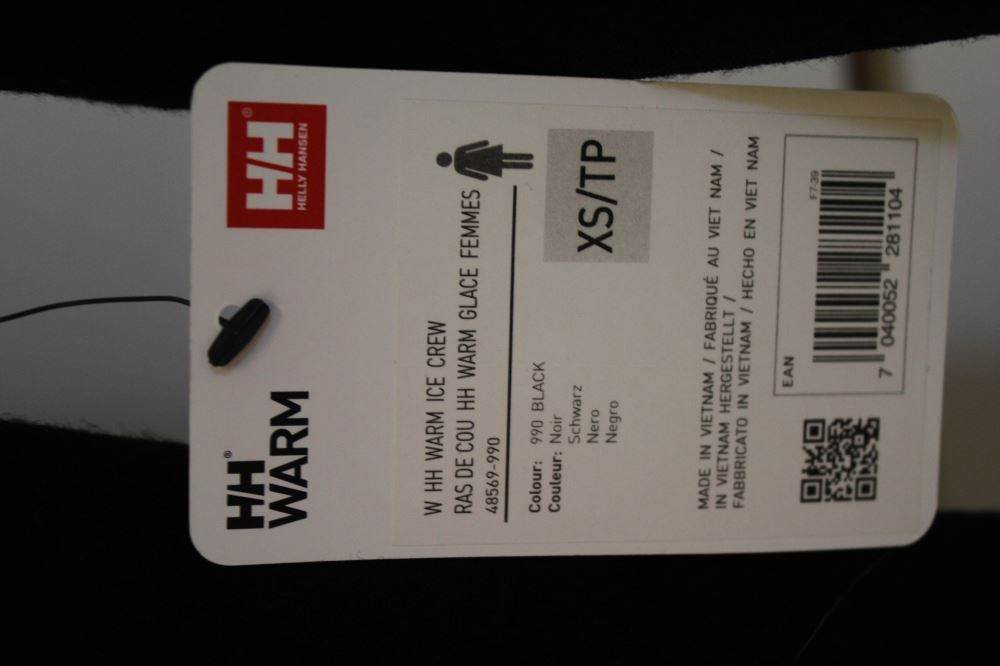 HH®
HELLY HANSEN
HH®
WARM
W HH WARM ICE CREW
RAS DE COU HH WARM GLACE FEMMES
48569-990
XS/TP
Colour: 990 BLACK
Couleur: Noir
Schwarz
Nero
Negro
MADE IN VIETNAM / FABRIQUÉ AU VIET NAM /
IN VIETNAM HERGESTELLT /
FABBRICATO IN VIETNAM / HECHO EN VIET NAM
EAN
F7-39
7 040052 281104